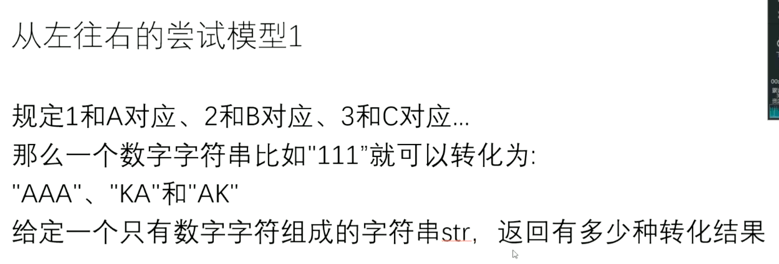 从左往右的尝试模型1
规定1和A对应、2和B对应、3和C对应...
那么一个数字字符串比如"111”就可以转化为:
"AAA"、"KA"和"AK"
给定一个只有数字字符组成的字符串str，返回有多少种转化结果